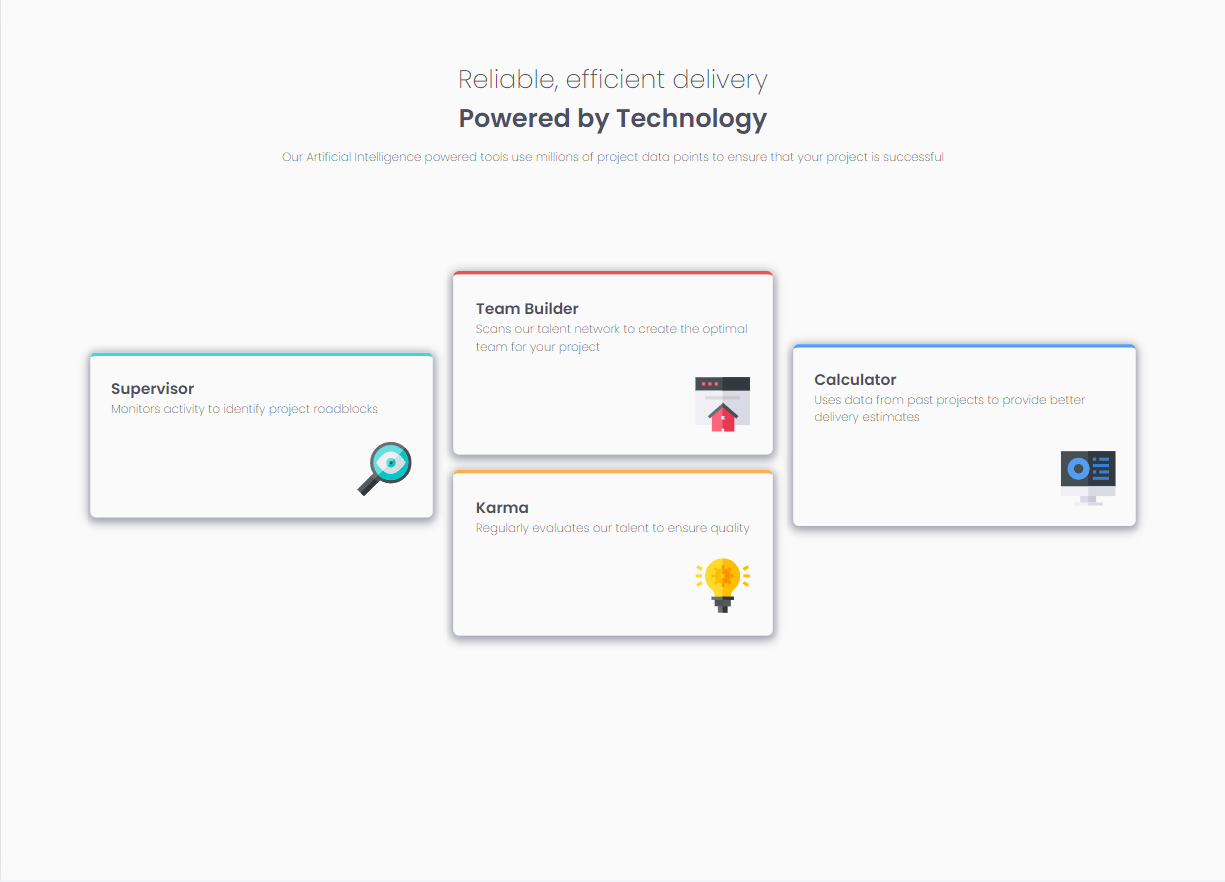 Reliable, efficient delivery
Powered by Technology
Our Artificial Intelligence powered tools use millions of project data points to ensure that your project is successful
Supervisor
Monitors activity to identify project roadblocks
Team Builder
Scans our talent network to create the optimal
team for your project
Karma
Regularly evaluates our talent to ensure quality
Calculator
Uses data from past projects to provide better
delivery estimates